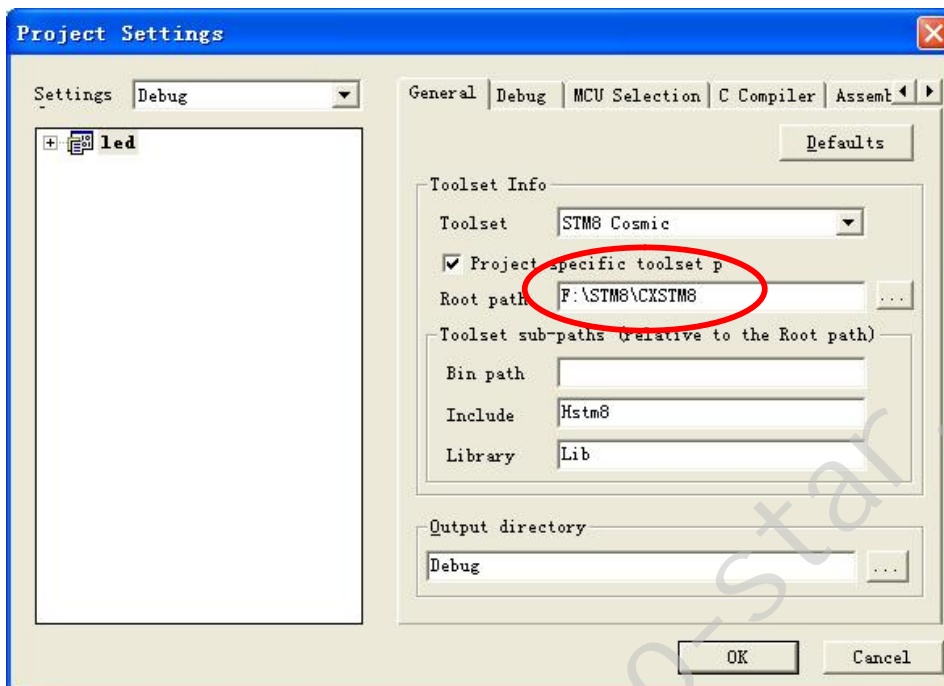 Project Settings
Settings Debug
General Debug MCU Selection C Compiler Assemb
led
Defaults
Toolset Info
Toolset STM8 Cosmic
Project specific toolset p
Root path F:\STM8\CXSTM8
...
Toolset sub-paths (relative to the Root path)
Bin path
Include Hstm8
Library Lib
Output directory
Debug
...
OK Cancel
o-star